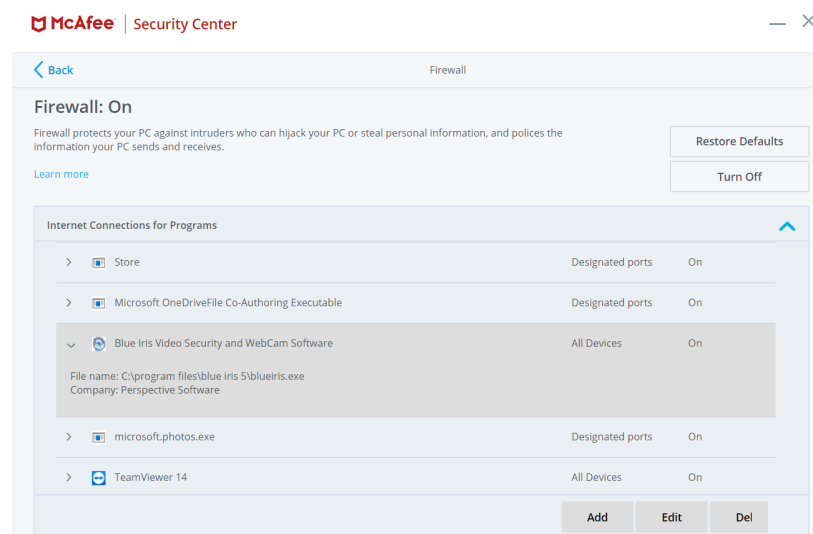 McAfee | Security Center
Back
Firewall
Firewall: On
Firewall protects your PC against intruders who can hijack your PC or steal personal information, and polices the
information your PC sends and receives.
Restore Defaults
Learn more
Turn Off
Internet Connections for Programs
Store Designated ports On
Microsoft OneDriveFile Co-Authoring Executable Designated ports On
Blue Iris Video Security and WebCam Software All Devices On
File name: C:\program files\blue iris 5\blueiris.exe
Company: Perspective Software
microsoft.photos.exe Designated ports On
TeamViewer 14 All Devices On
Add Edit Del